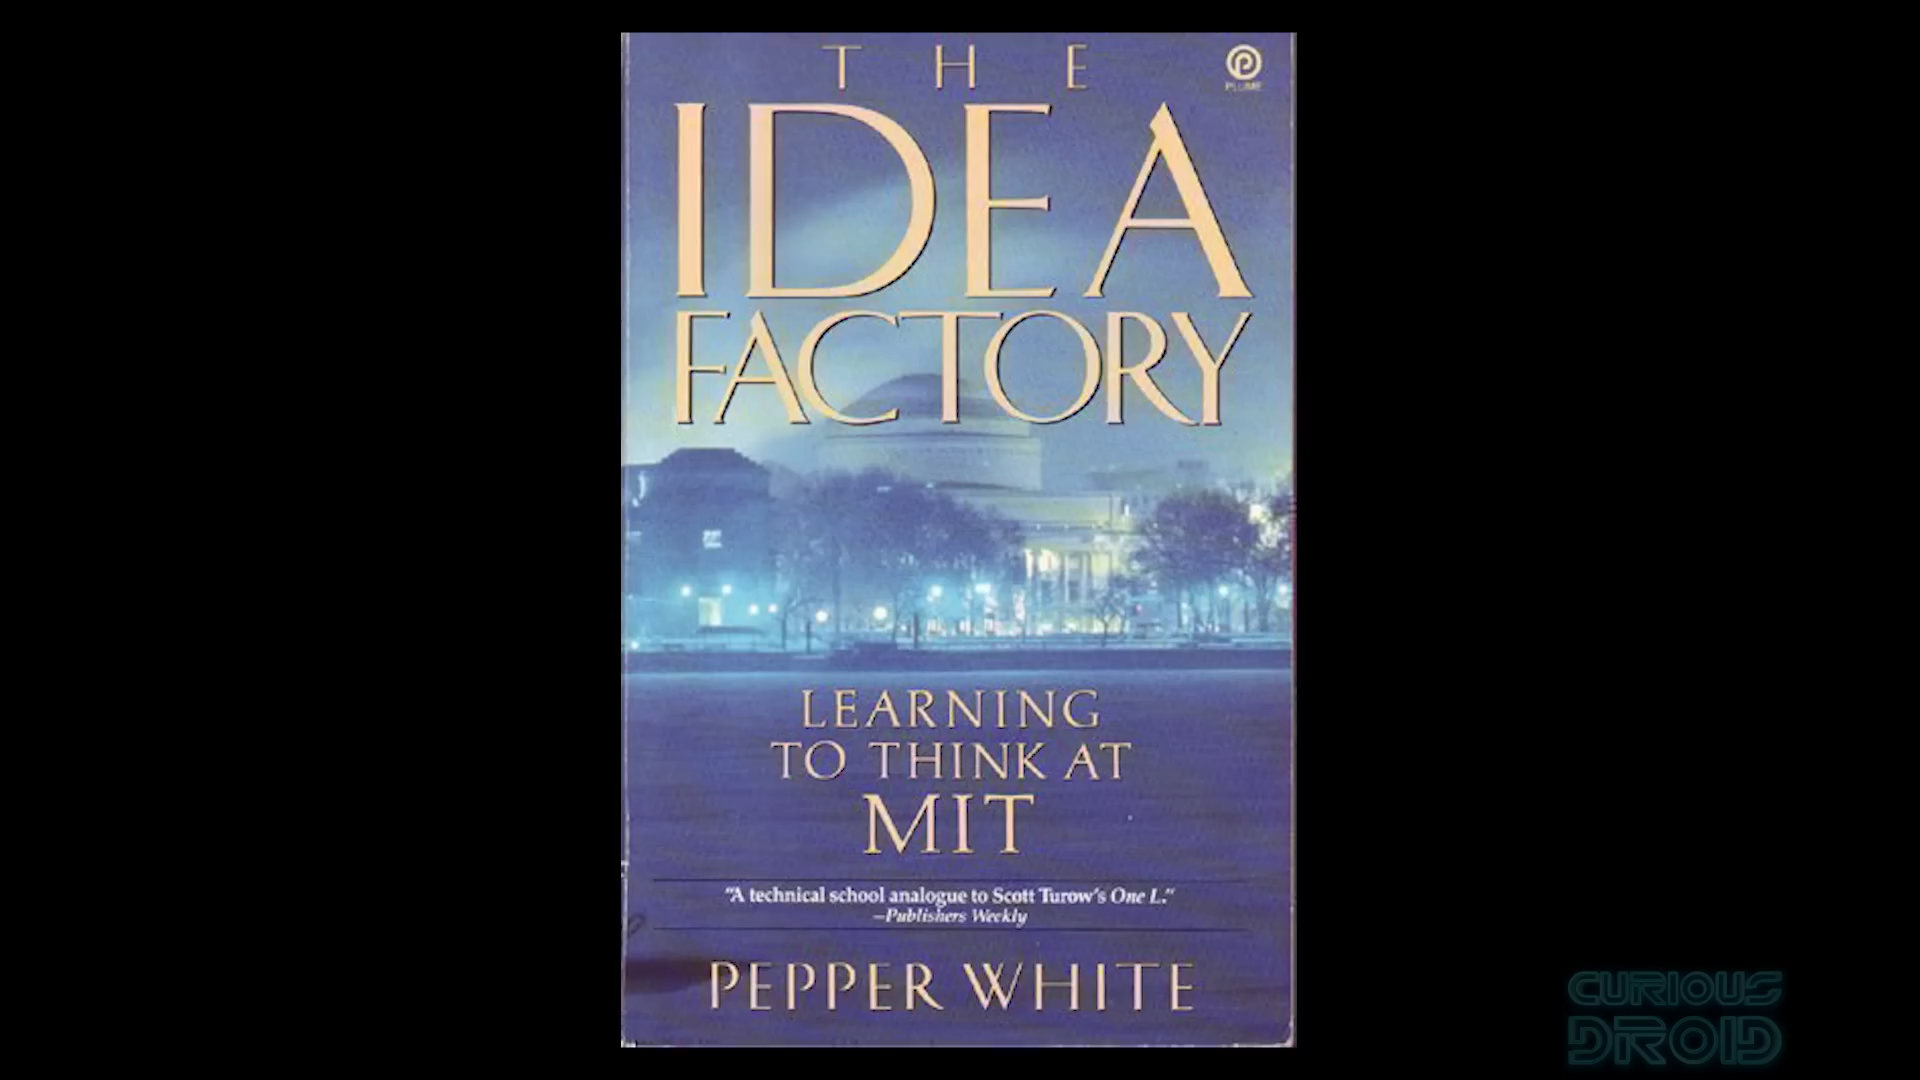 THE
PLUME
IDEA
FACTORY
LEARNING
TO THINK AT
MIT
"A technical school analogue to Scott Turow's One L."
—Publishers Weekly
PEPPER WHITE
CURIOUS
DROID